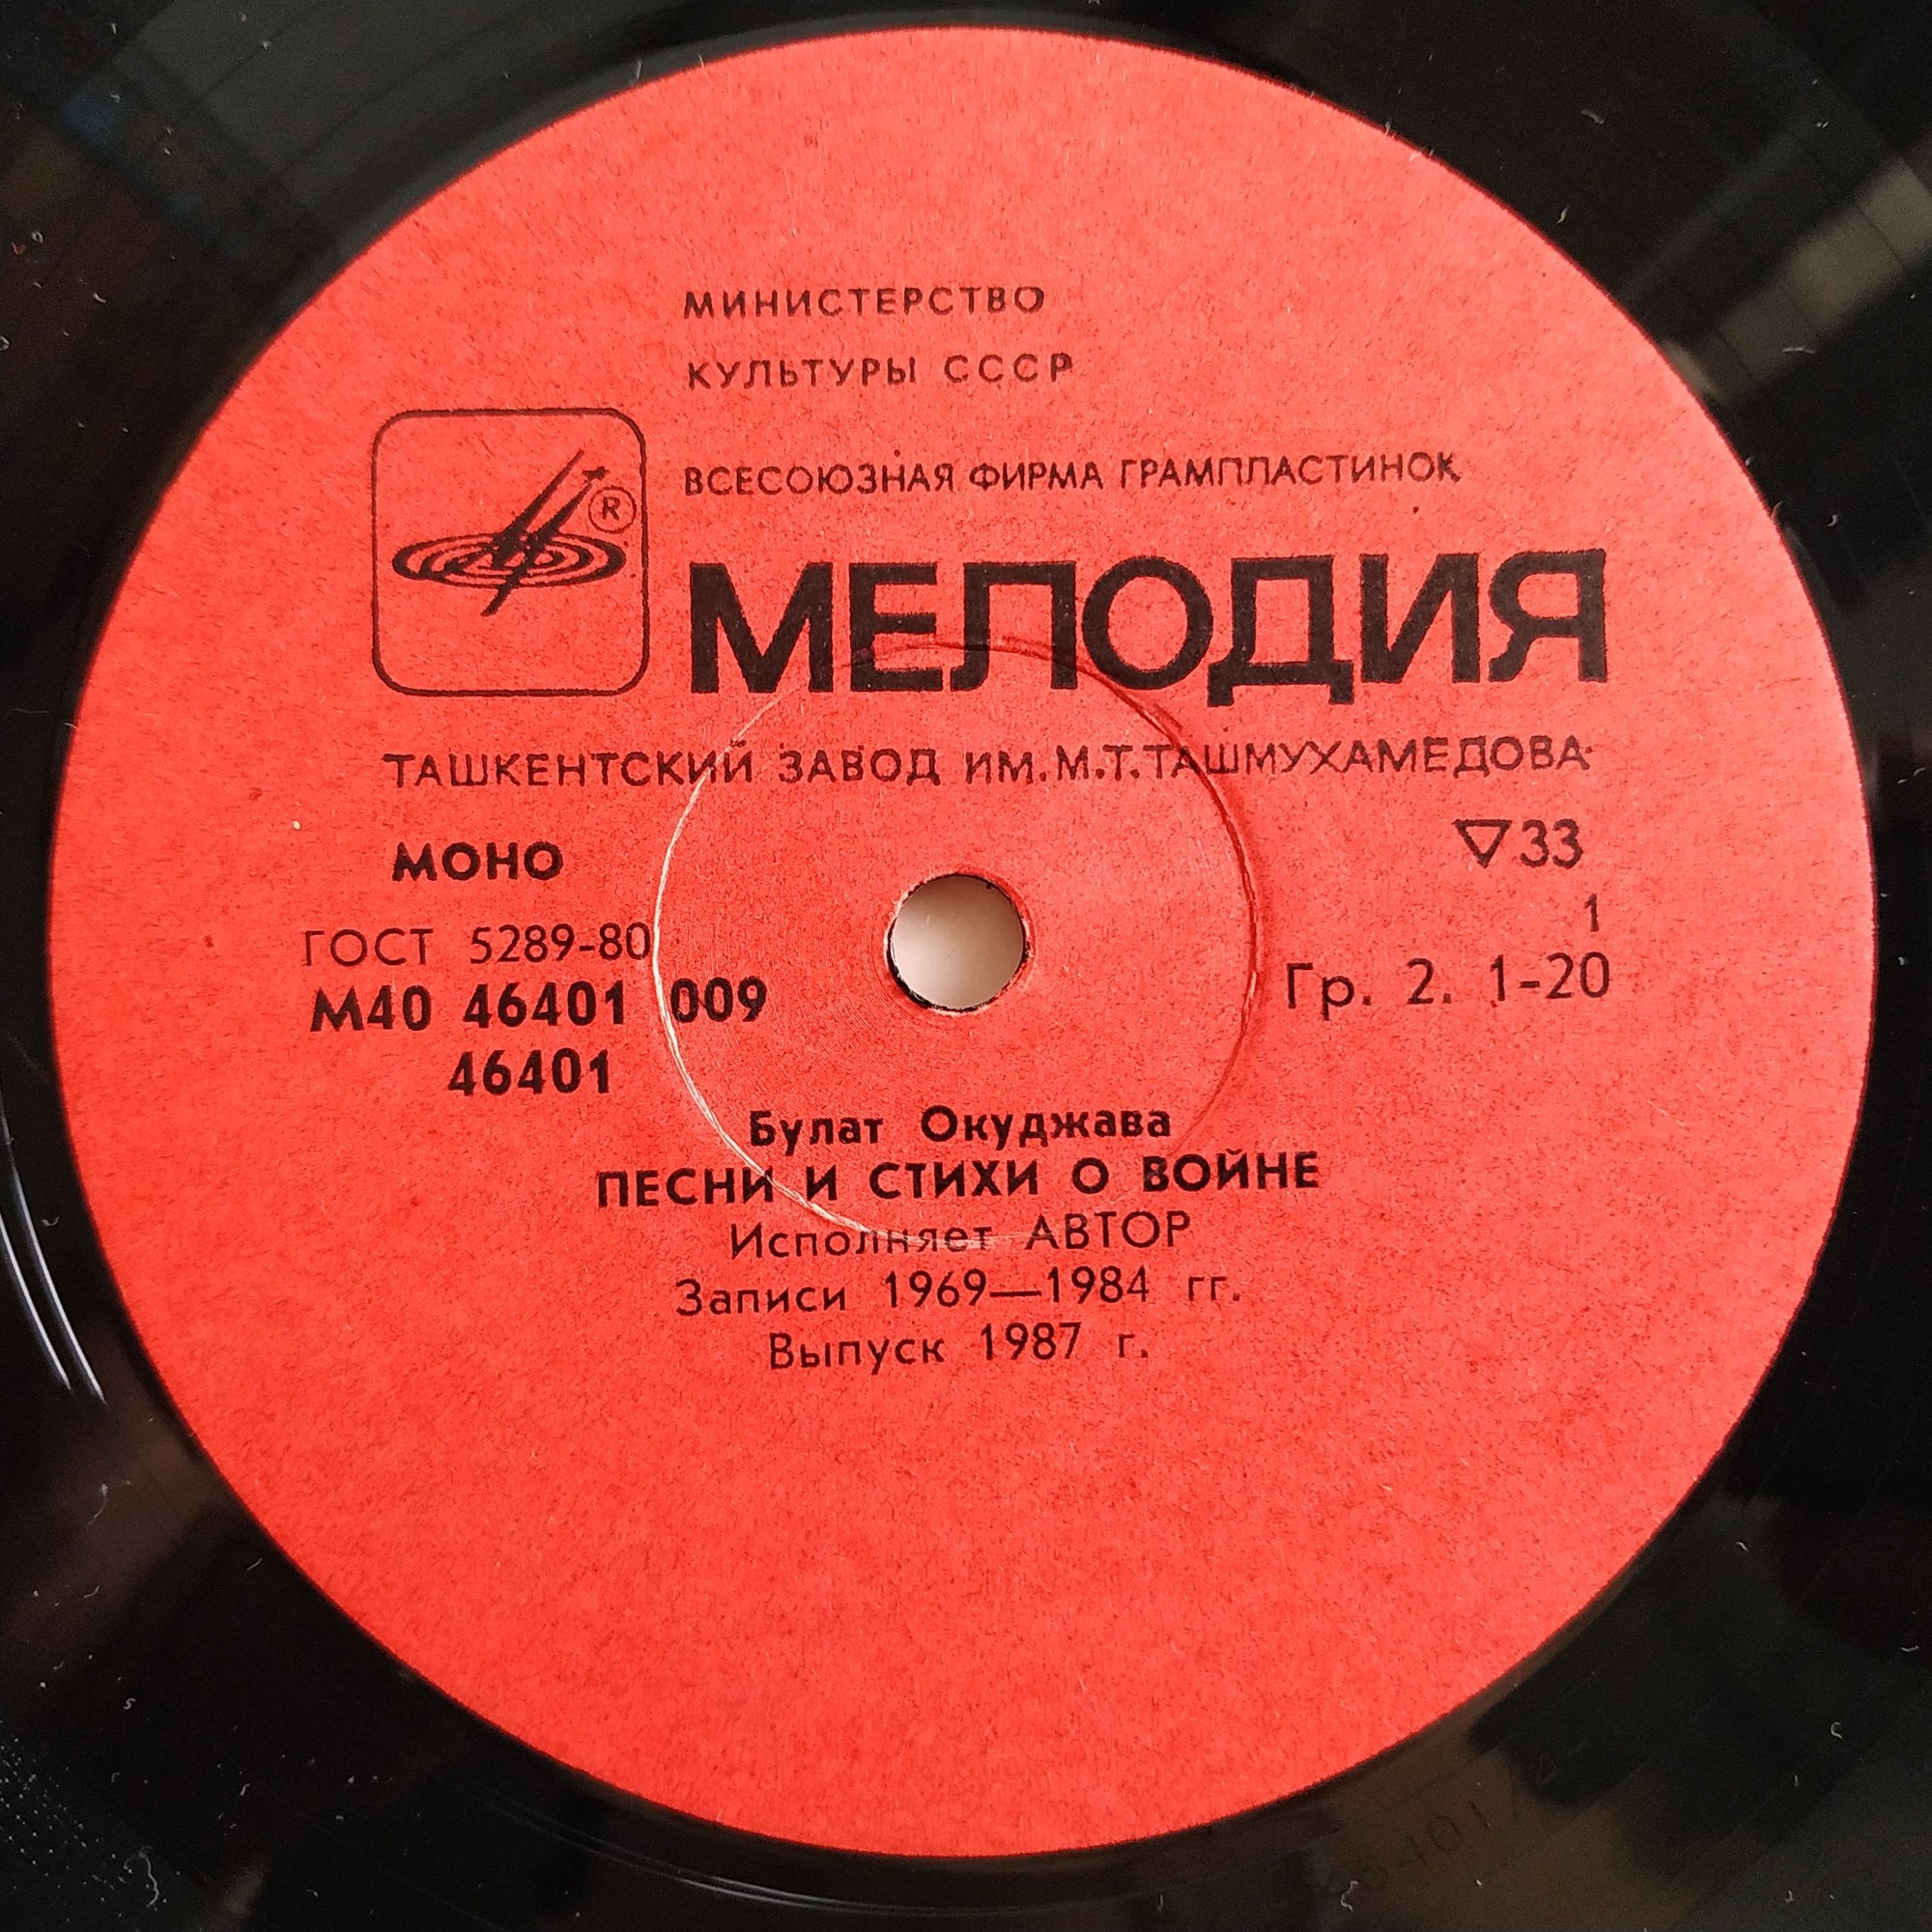 МИНИСТЕРСТВО
КУЛЬТУРЫ СССР
ВСЕСОЮЗНАЯ ФИРМА ГРАМПЛАСТИНОК
®
МЕЛОДИЯ
ТАШКЕНТСКИЙ ЗАВОД ИМ.М.Т.ТАШМУХАМЕДОВА
МОНО
▽33
ГОСТ 5289-80
1
М40 46401 009
Гр. 2. 1-20
46401
Булат Окуджава
ПЕСНИ И СТИХИ О ВОЙНЕ
Исполняет АВТОР
Записи 1969—1984 гг.
Выпуск 1987 г.